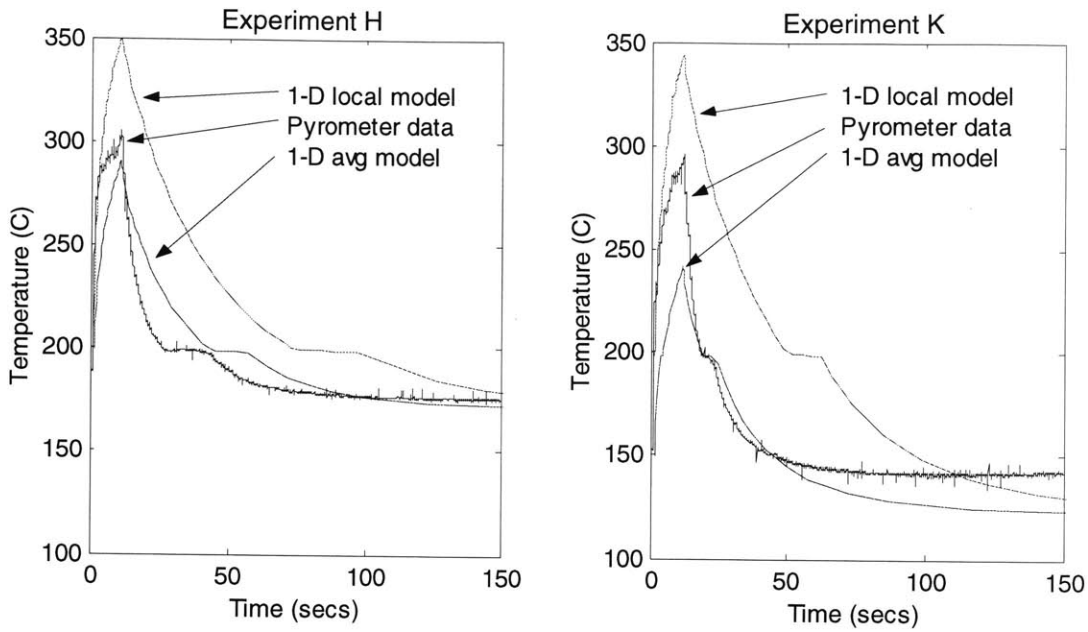 Experiment H
350
300
250
200
150
100
Temperature (C)
1-D local model
Pyrometer data
1-D avg model
0
50
100
150
Time (secs)
Experiment K
350
300
250
200
150
100
Temperature (C)
1-D local model
Pyrometer data
1-D avg model
0
50
100
150
Time (secs)